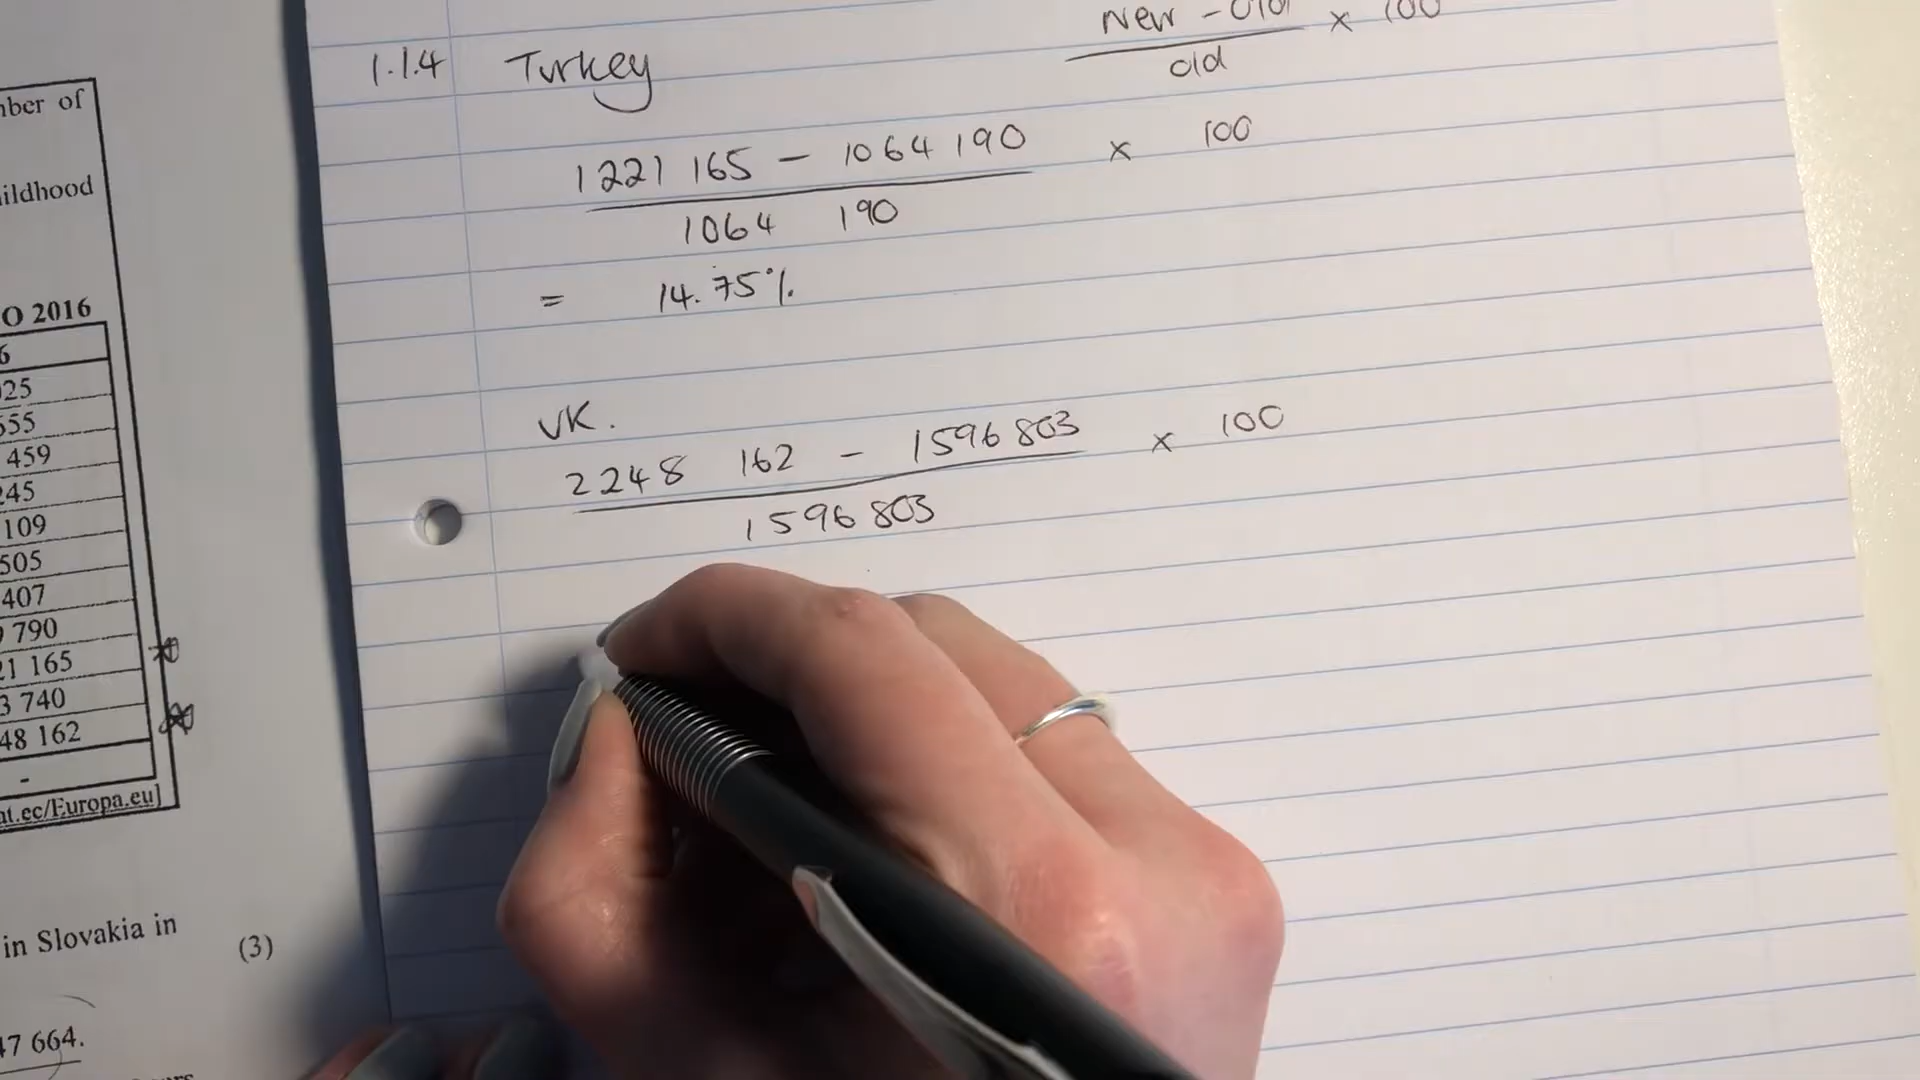 mber of
ildhood
O 2016
6
025
555
459
245
109
505
407
790
21 165
3 740
48 162
-
at.ec/Europa.eu]
in Slovakia in
(3)
47 664.
1.1.4 Turkey
New - Old × 100
old
1221 165 - 1064 190 × 100
1064 190
= 14.75%
UK.
2248 162 - 1596 803 × 100
1596 803